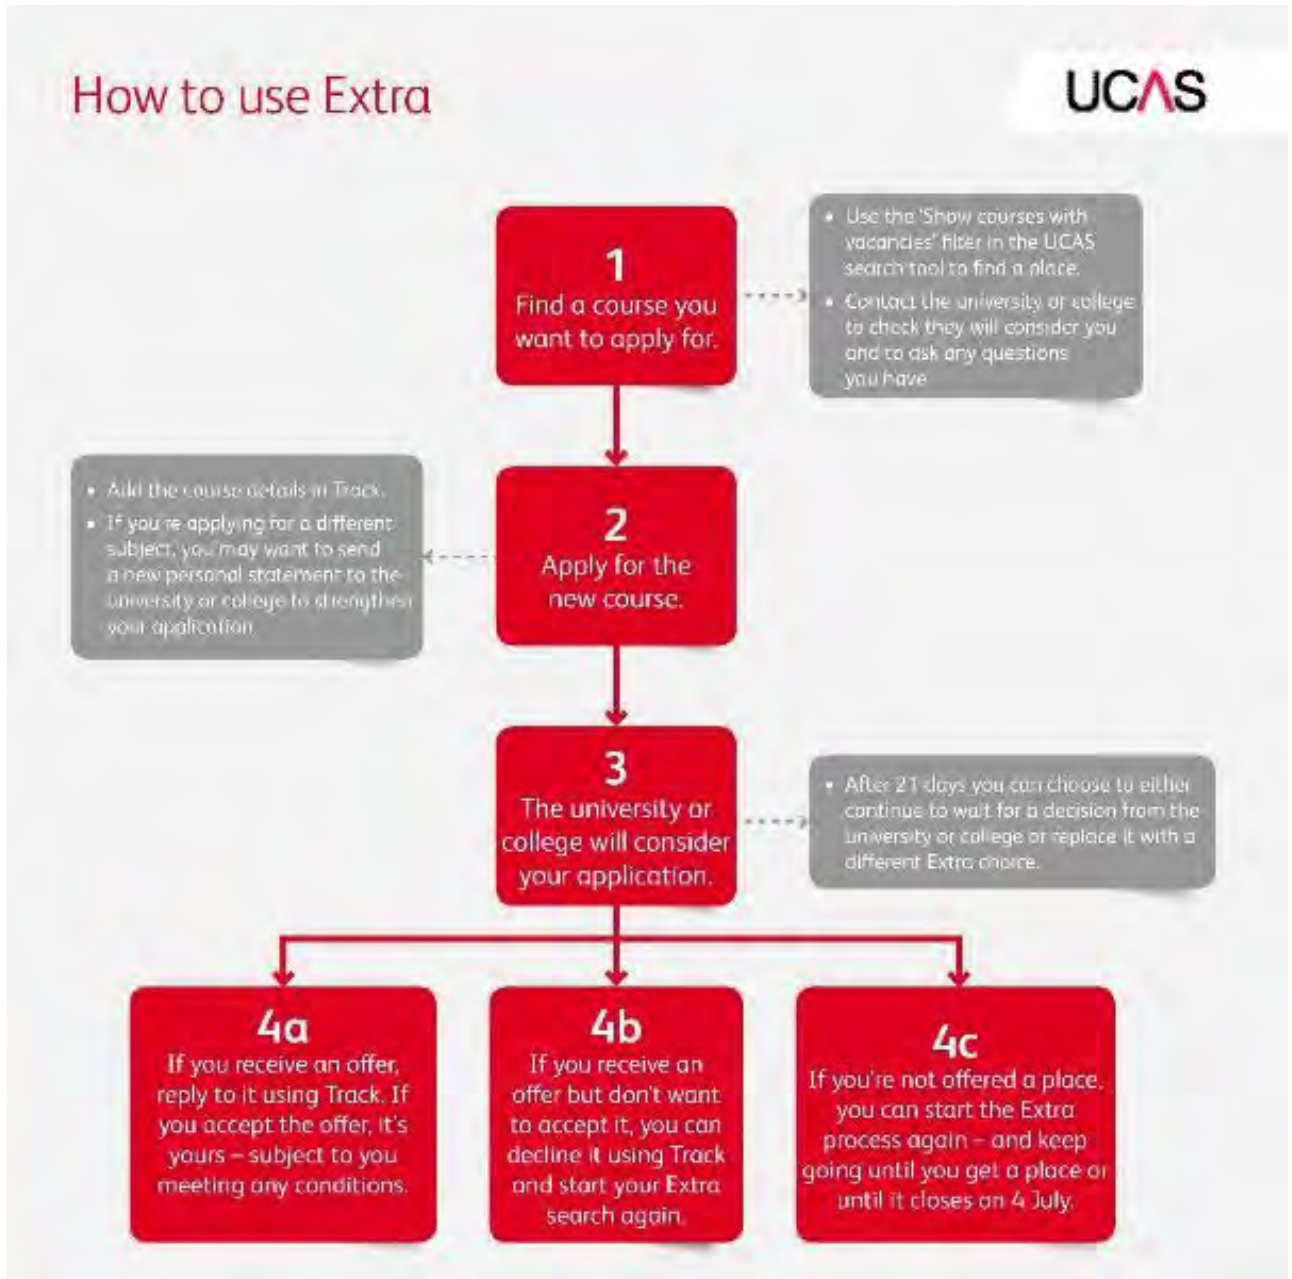 How to use Extra
UCAS
1
Find a course you
want to apply for.
• Use the 'Show courses with
vacancies' filter in the UCAS
search tool to find a place.
• Contact the university or college
to check they will consider you
and to ask any questions
you have
2
Apply for the
new course.
• Add the course details in Track.
• If you're applying for a different
subject, you may want to send
a new personal statement to the
university or college to strengthen
your application
3
The university or
college will consider
your application.
• After 21 days you can choose to either
continue to wait for a decision from the
university or college or replace it with a
different Extra choice.
4a
If you receive an offer,
reply to it using Track. If
you accept the offer, it's
yours – subject to you
meeting any conditions.
4b
If you receive an
offer but don't want
to accept it, you can
decline it using Track
and start your Extra
search again.
4c
If you're not offered a place,
you can start the Extra
process again – and keep
going until you get a place or
until it closes on 4 July.